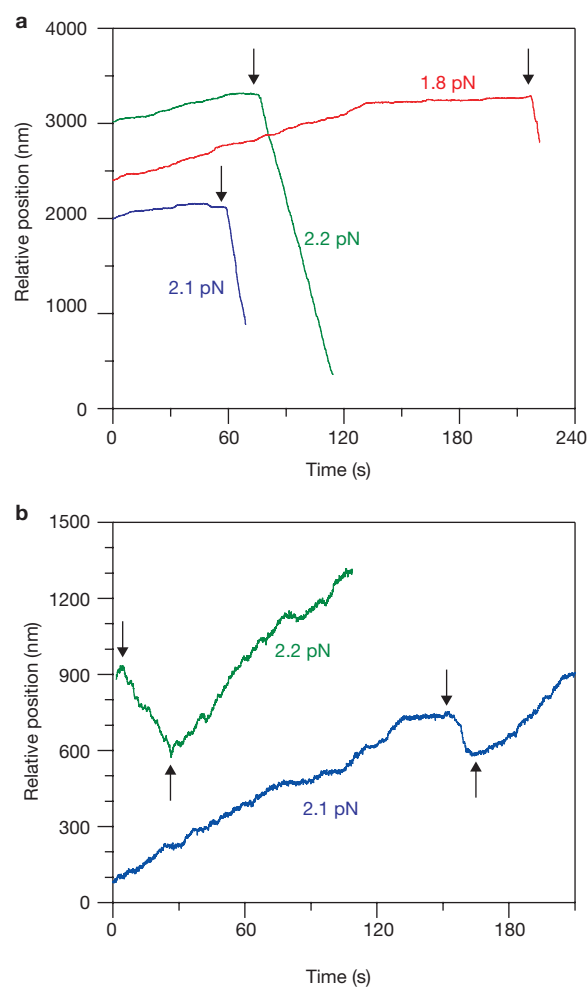 a
4000
3000
2000
1000
0
Relative position (nm)
1.8 pN
2.2 pN
2.1 pN
0
60
120
180
240
Time (s)
b
1500
1200
900
600
300
0
Relative position (nm)
2.2 pN
2.1 pN
0
60
120
180
Time (s)